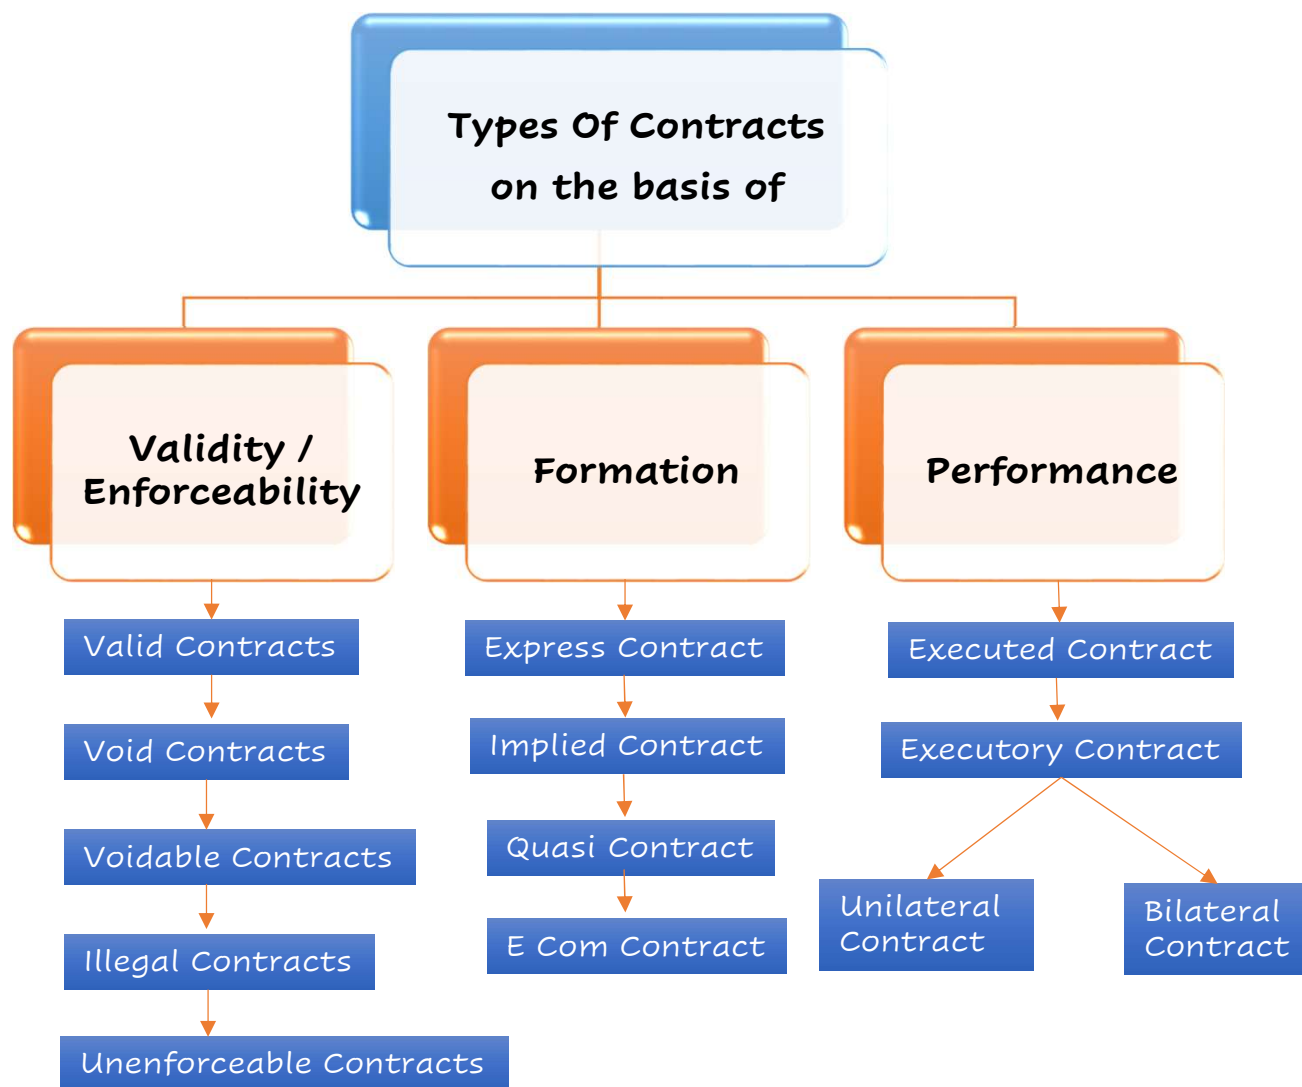 Types Of Contracts
on the basis of
Validity /
Enforceability
Formation
Performance
Valid Contracts
Void Contracts
Voidable Contracts
Illegal Contracts
Unenforceable Contracts
Express Contract
Implied Contract
Quasi Contract
E Com Contract
Executed Contract
Executory Contract
Unilateral
Contract
Bilateral
Contract